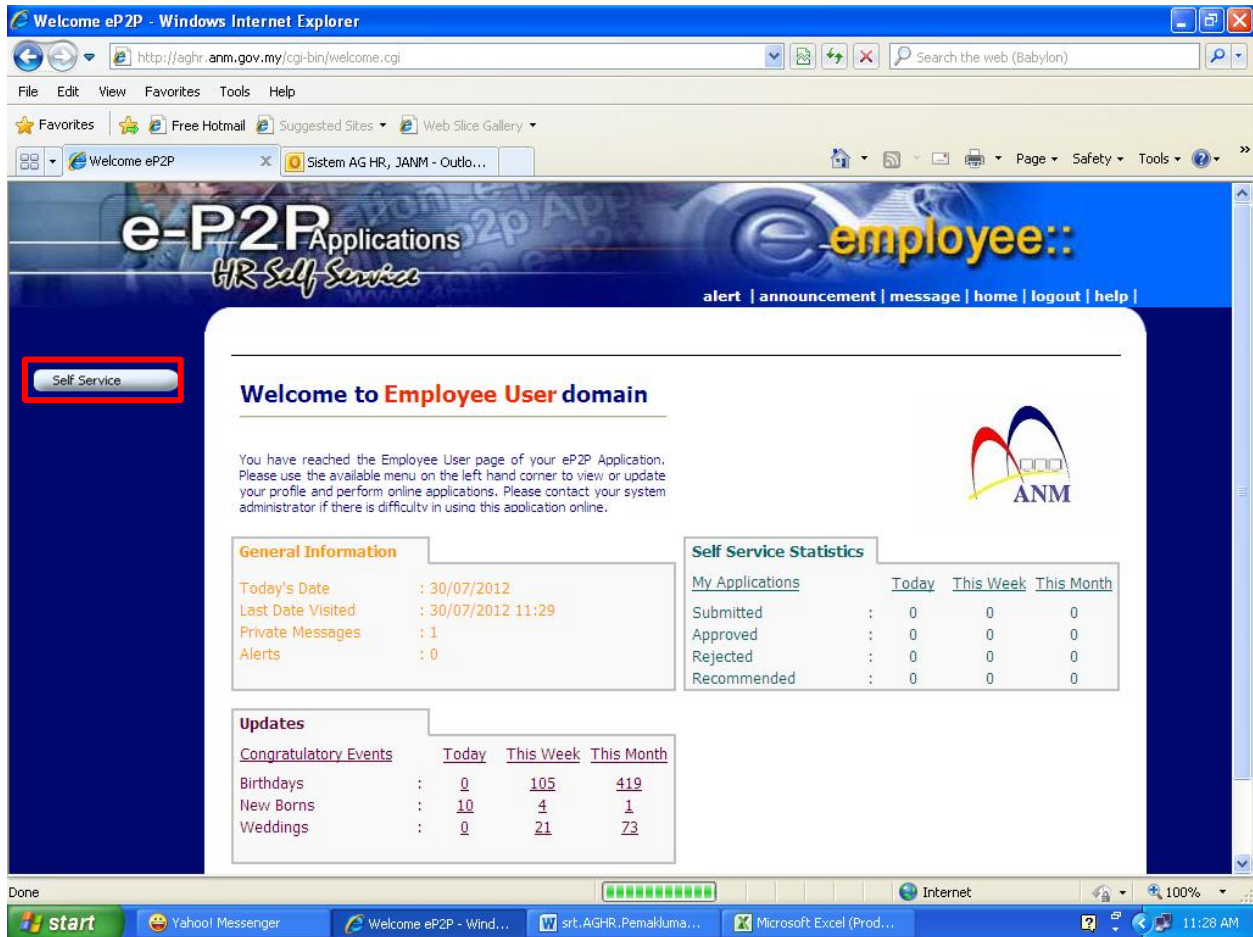 Welcome eP2P - Windows Internet Explorer
http://aghr.anm.gov.my/cgi-bin/welcome.cgi
Search the web (Babylon)
File Edit View Favorites Tools Help
Favorites Free Hotmail Suggested Sites Web Slice Gallery
Welcome eP2P Sistem AG HR, JANM - Outlo... Page Safety Tools »
e-P2P Applications
HR Self Service
employee::
alert | announcement | message | home | logout | help |
Self Service
Welcome to Employee User domain
You have reached the Employee User page of your eP2P Application.
Please use the available menu on the left hand corner to view or update
your profile and perform online applications. Please contact your system
administrator if there is difficulty in using this application online.
ANM
General Information
Today's Date : 30/07/2012
Last Date Visited : 30/07/2012 11:29
Private Messages : 1
Alerts : 0
Self Service Statistics
My Applications Today This Week This Month
Submitted : 0 0 0
Approved : 0 0 0
Rejected : 0 0 0
Recommended : 0 0 0
Updates
Congratulatory Events Today This Week This Month
Birthdays : 0 105 419
New Borns : 10 4 1
Weddings : 0 21 73
Done Internet 100%
start Yahoo! Messenger Welcome eP2P - Wind... srt.AGHR.Pemakluma... Microsoft Excel (Prod... 11:28 AM